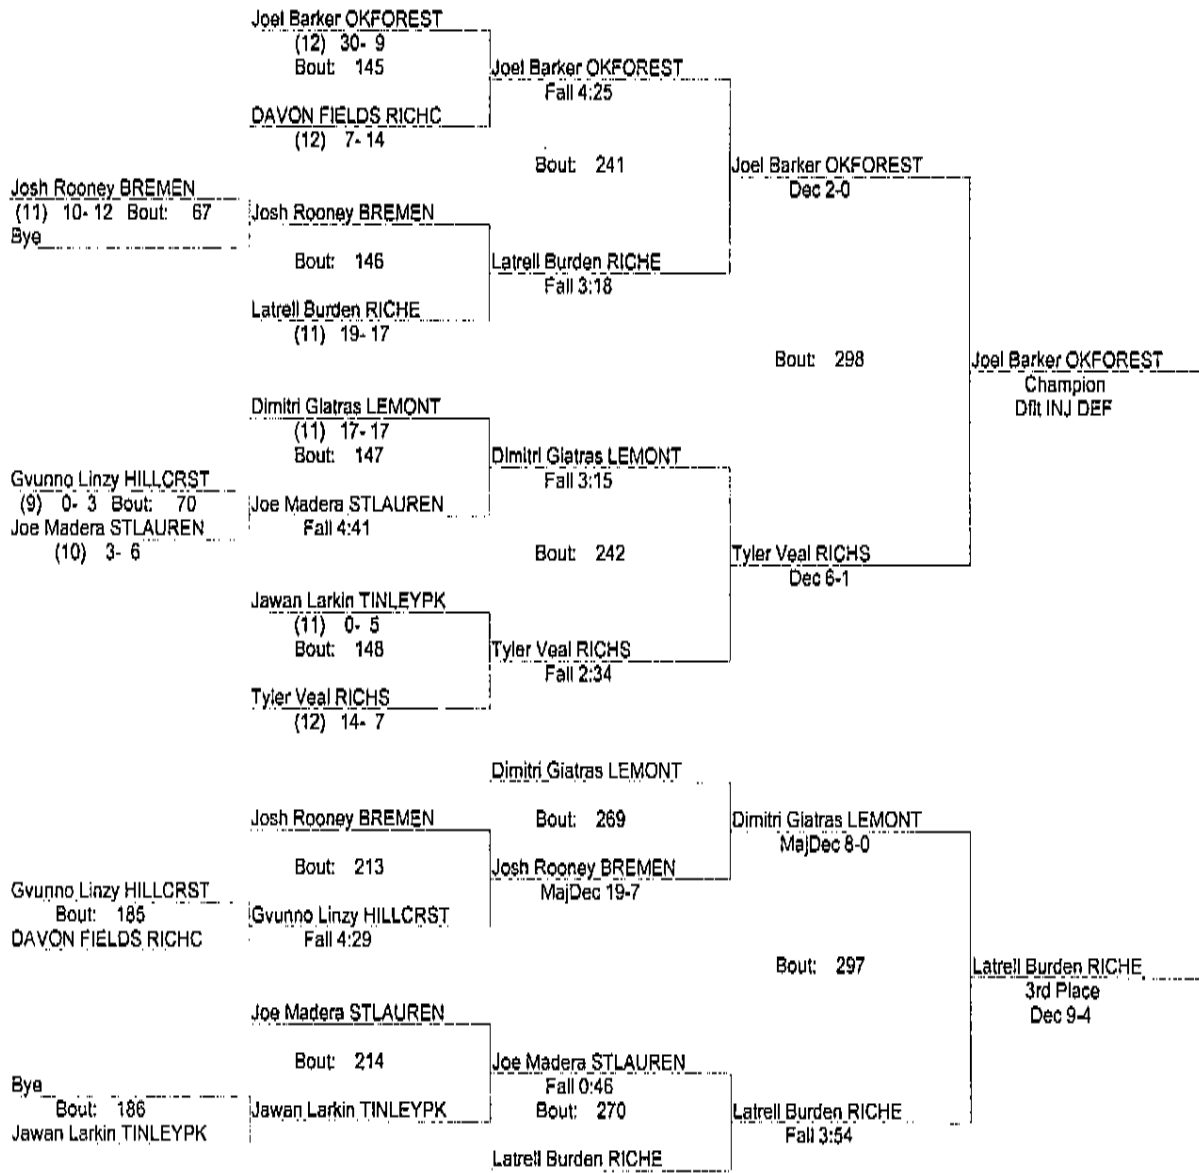 Joel Barker OKFOREST
(12) 30- 9
Bout: 145
Joel Barker OKFOREST
Fall 4:25
DAVON FIELDS RICHC
(12) 7- 14
Bout: 241
Joel Barker OKFOREST
Dec 2-0
Josh Rooney BREMEN
(11) 10- 12 Bout: 67
Bye
Josh Rooney BREMEN
Bout: 146
Latrell Burden RICHE
Fall 3:18
Latrell Burden RICHE
(11) 19- 17
Bout: 298
Joel Barker OKFOREST
Champion
Dflt INJ DEF
Dimitri Giatras LEMONT
(11) 17- 17
Bout: 147
Dimitri Giatras LEMONT
Fall 3:15
Gvunno Linzy HILLCRST
(9) 0- 3 Bout: 70
Joe Madera STLAUREN
(10) 3- 6
Joe Madera STLAUREN
Fall 4:41
Bout: 242
Tyler Veal RICHS
Dec 6-1
Jawan Larkin TINLEYPK
(11) 0- 5
Bout: 148
Tyler Veal RICHS
Fall 2:34
Tyler Veal RICHS
(12) 14- 7
Dimitri Giatras LEMONT
Josh Rooney BREMEN
Bout: 269
Dimitri Giatras LEMONT
MajDec 8-0
Bout: 213
Josh Rooney BREMEN
MajDec 19-7
Gvunno Linzy HILLCRST
Bout: 185
DAVON FIELDS RICHC
Gvunno Linzy HILLCRST
Fall 4:29
Bout: 297
Latrell Burden RICHE
3rd Place
Dec 9-4
Joe Madera STLAUREN
Bout: 214
Joe Madera STLAUREN
Fall 0:46
Bye
Bout: 186
Jawan Larkin TINLEYPK
Jawan Larkin TINLEYPK
Bout: 270
Latrell Burden RICHE
Fall 3:54
Latrell Burden RICHE